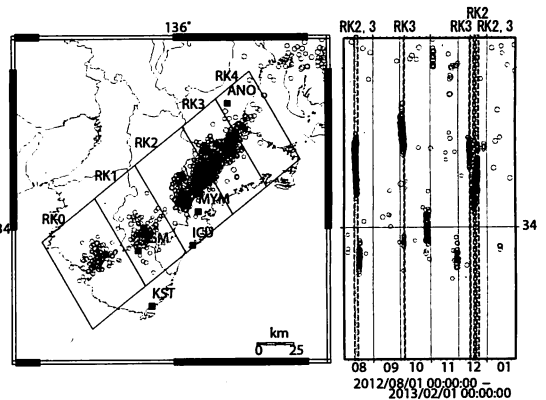 136°
RK2
RK2, 3 RK3 RK3 RK2, 3
RK4
ANO
RK3
RK2
RK1
MYM
RK0
34 34
KST
km
0 25
08 09 10 11 12 01
2012/08/01 00:00:00 –
2013/02/01 00:00:00